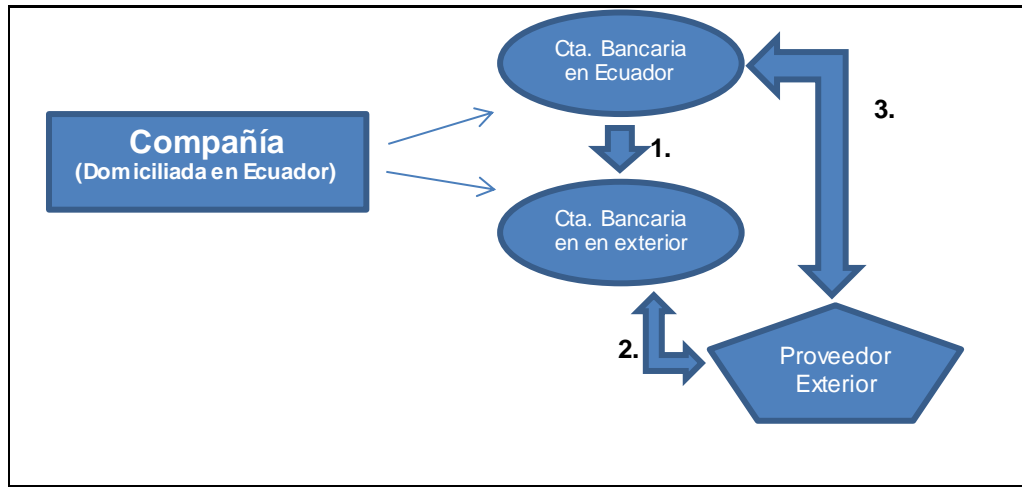 Cta. Bancaria
en Ecuador
3.
Compañía
(Domiciliada en Ecuador)
1.
Cta. Bancaria
en en exterior
2.
Proveedor
Exterior